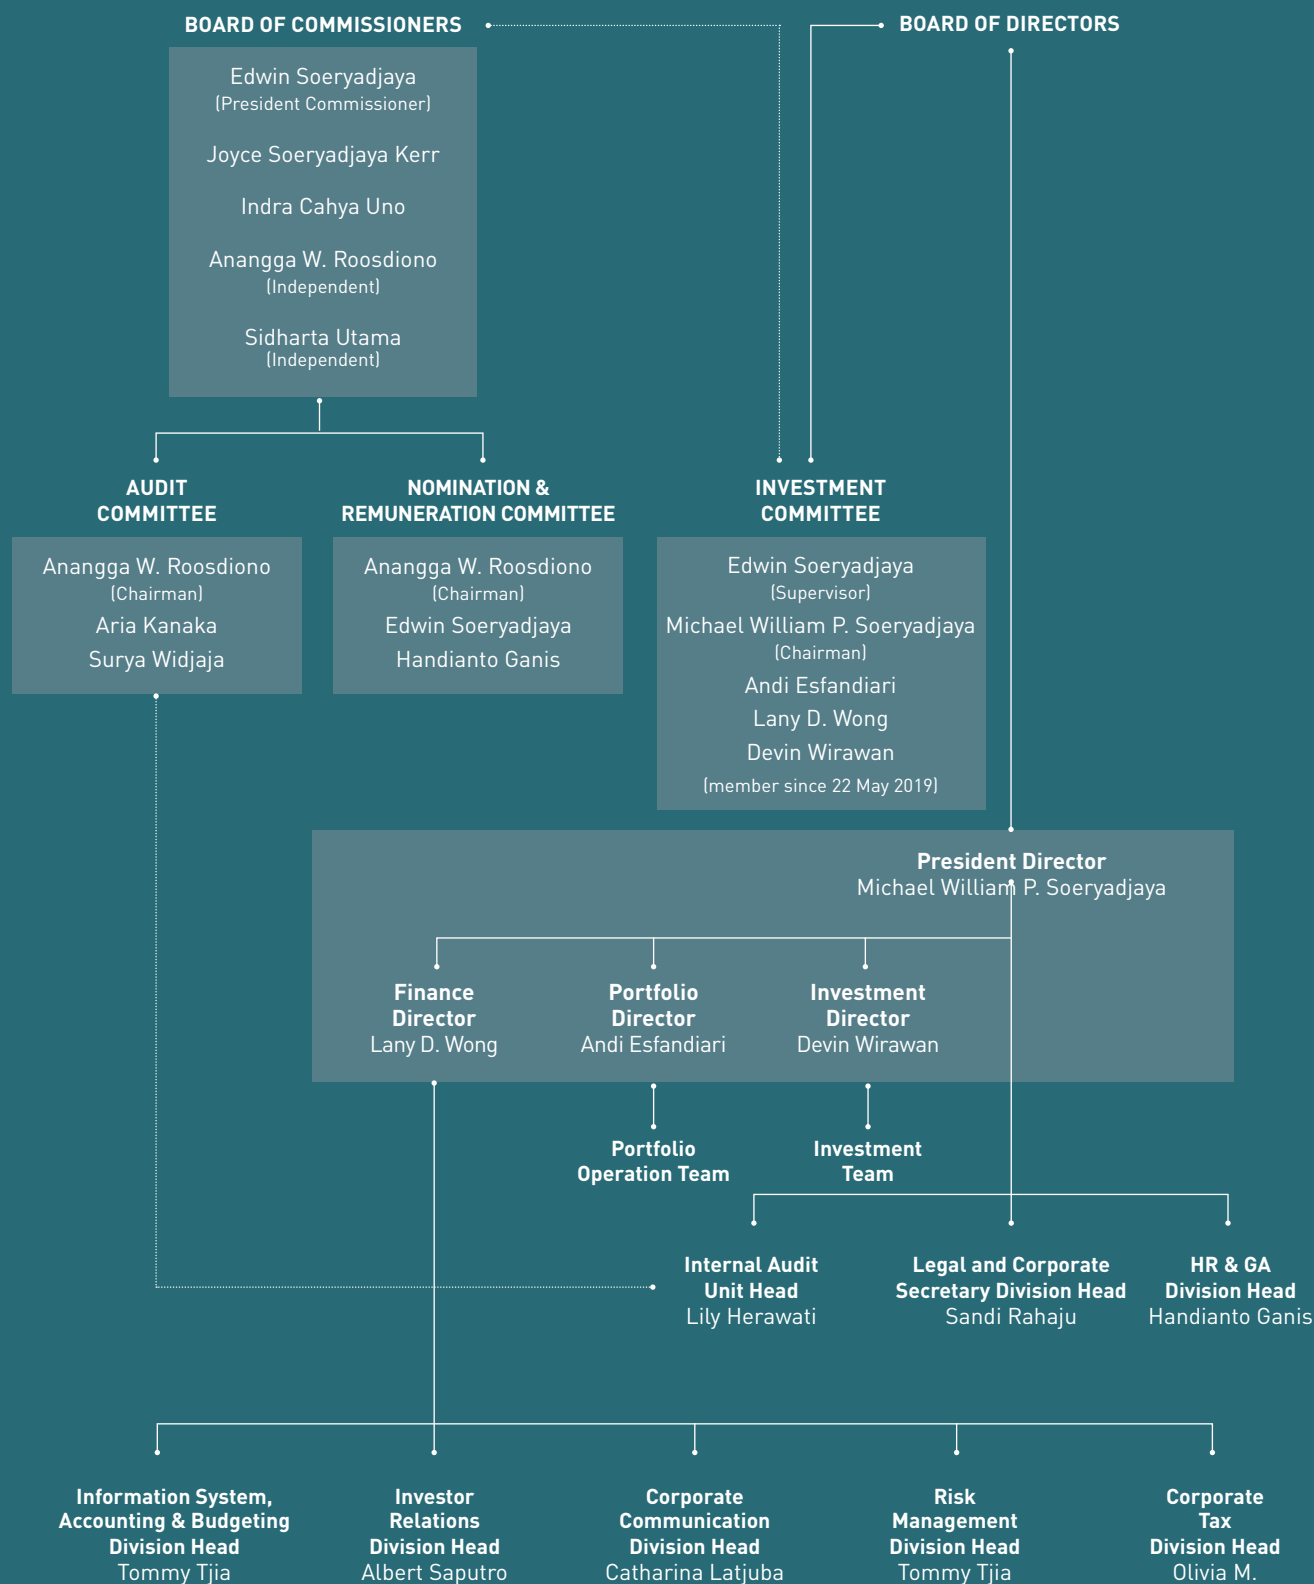 BOARD OF COMMISSIONERS
BOARD OF DIRECTORS
Edwin Soeryadjaya
(President Commissioner)
Joyce Soeryadjaya Kerr
Indra Cahya Uno
Anangga W. Roosdiono
(Independent)
Sidharta Utama
(Independent)
AUDIT
COMMITTEE
Anangga W. Roosdiono
(Chairman)
Aria Kanaka
Surya Widjaja
NOMINATION &
REMUNERATION COMMITTEE
Anangga W. Roosdiono
(Chairman)
Edwin Soeryadjaya
Handianto Ganis
INVESTMENT
COMMITTEE
Edwin Soeryadjaya
(Supervisor)
Michael William P. Soeryadjaya
(Chairman)
Andi Esfandiari
Lany D. Wong
Devin Wirawan
(member since 22 May 2019)
President Director
Michael William P. Soeryadjaya
Finance
Director
Lany D. Wong
Portfolio
Director
Andi Esfandiari
Investment
Director
Devin Wirawan
Portfolio
Operation Team
Investment
Team
Internal Audit
Unit Head
Lily Herawati
Legal and Corporate
Secretary Division Head
Sandi Rahaju
HR & GA
Division Head
Handianto Ganis
Information System,
Accounting & Budgeting
Division Head
Tommy Tjia
Investor
Relations
Division Head
Albert Saputro
Corporate
Communication
Division Head
Catharina Latjuba
Risk
Management
Division Head
Tommy Tjia
Corporate
Tax
Division Head
Olivia M.